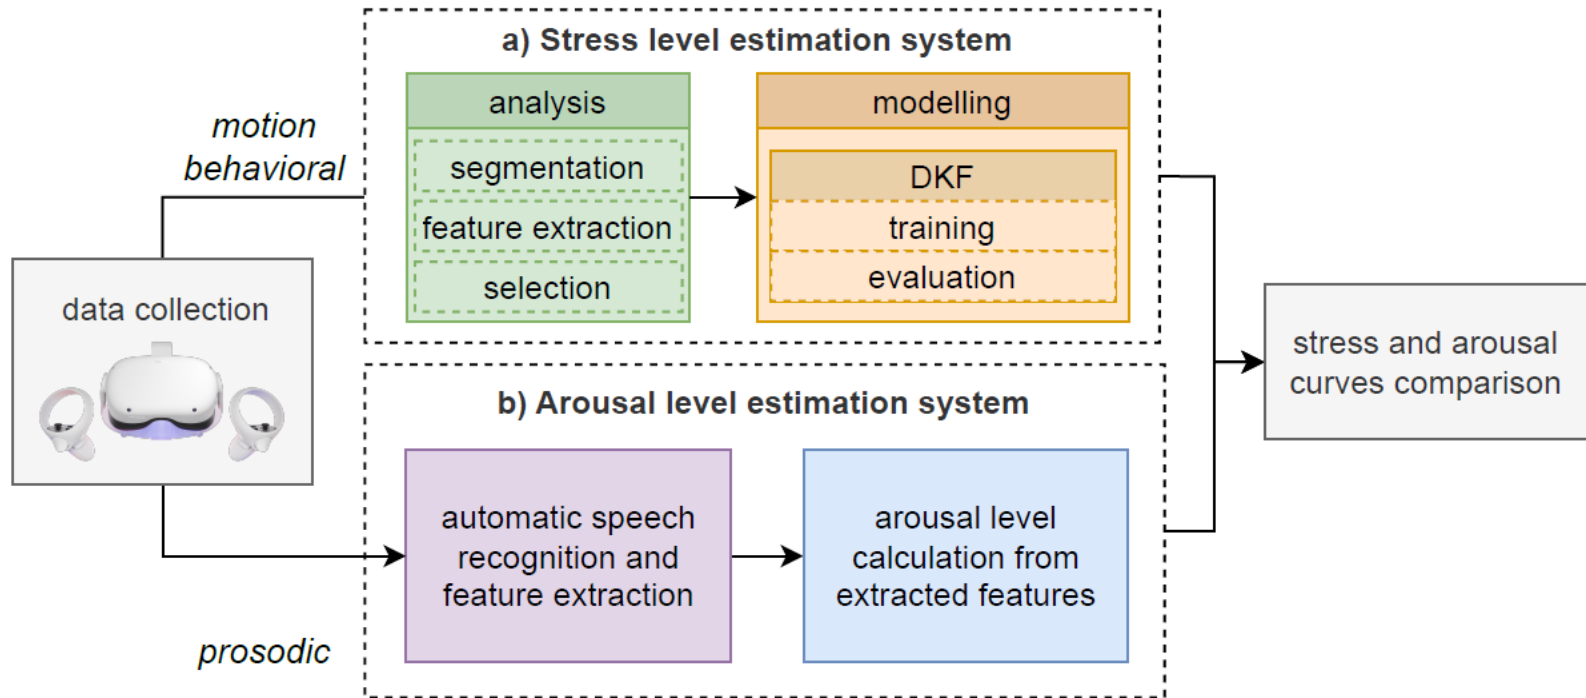 a) Stress level estimation system
motion
behavioral
analysis
segmentation
feature extraction
selection
modelling
DKF
training
evaluation
data collection
b) Arousal level estimation system
prosodic
automatic speech
recognition and
feature extraction
arousal level
calculation from
extracted features
stress and arousal
curves comparison